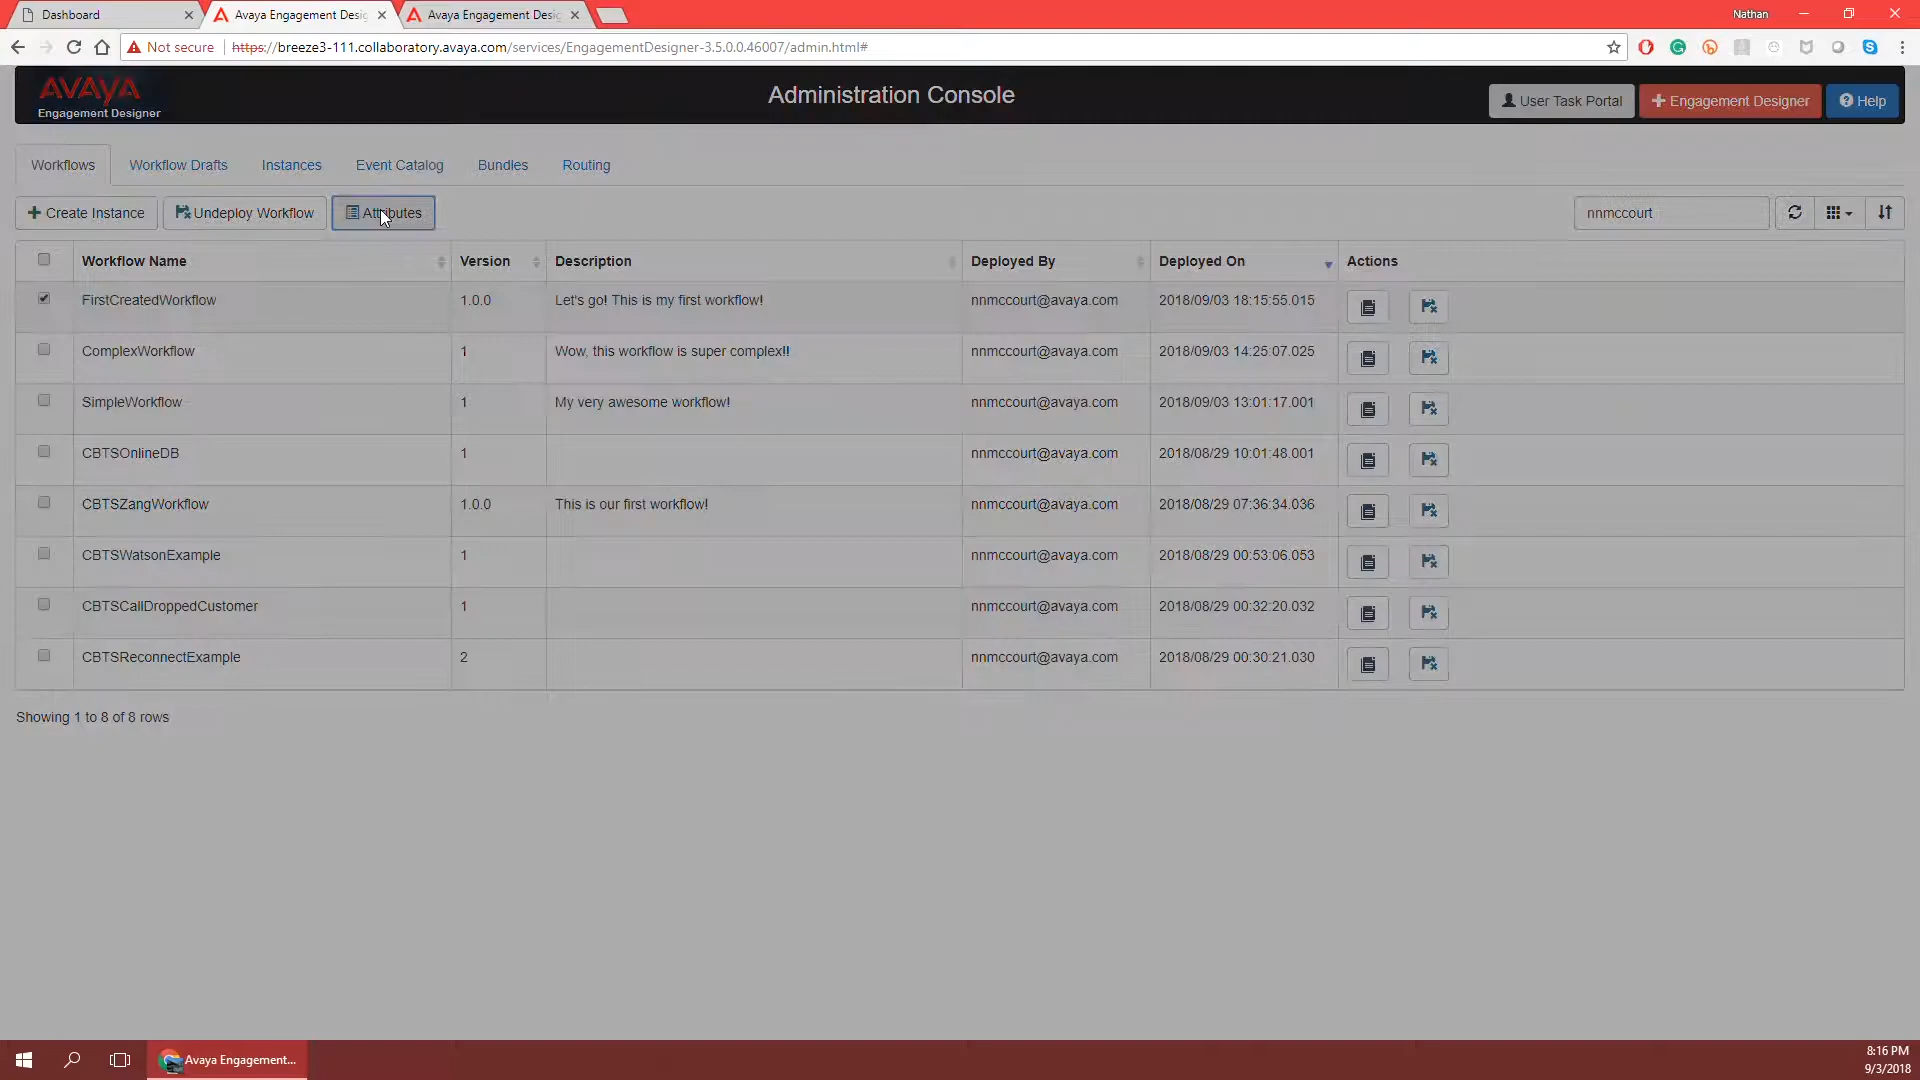 Dashboard
Avaya Engagement Desig
Avaya Engagement Desig
Nathan
Not secure
https://breeze3-111.collaboratory.avaya.com/services/EngagementDesigner-3.5.0.0.46007/admin.html#
AVAYA
Engagement Designer
Administration Console
User Task Portal
Engagement Designer
Help
Workflows
Workflow Drafts
Instances
Event Catalog
Bundles
Routing
Create Instance
Undeploy Workflow
Attributes
nnmccourt
Workflow Name Version Description Deployed By Deployed On Actions
FirstCreatedWorkflow 1.0.0 Let's go! This is my first workflow! nnmccourt@avaya.com 2018/09/03 18:15:55.015
ComplexWorkflow 1 Wow, this workflow is super complex!! nnmccourt@avaya.com 2018/09/03 14:25:07.025
SimpleWorkflow 1 My very awesome workflow! nnmccourt@avaya.com 2018/09/03 13:01:17.001
CBTSOnlineDB 1 nnmccourt@avaya.com 2018/08/29 10:01:48.001
CBTSZangWorkflow 1.0.0 This is our first workflow! nnmccourt@avaya.com 2018/08/29 07:36:34.036
CBTSWatsonExample 1 nnmccourt@avaya.com 2018/08/29 00:53:06.053
CBTSCallDroppedCustomer 1 nnmccourt@avaya.com 2018/08/29 00:32:20.032
CBTSReconnectExample 2 nnmccourt@avaya.com 2018/08/29 00:30:21.030
Showing 1 to 8 of 8 rows
Avaya Engagement...
8:16 PM
9/3/2018